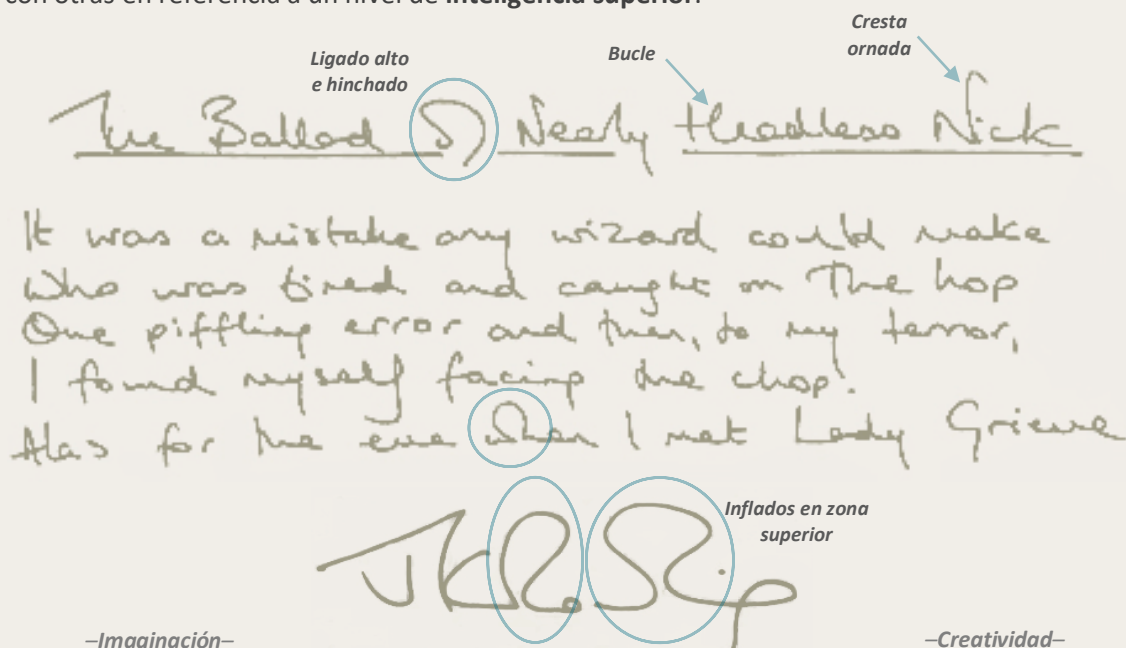 con otras en referencia a un nivel de inteligencia superior.
Cresta ornada
Ligado alto e hinchado
Bucle
The Ballad of Nearly Headless Nick
It was a mistake any wizard could make
Who was tired and caught on The hop
One piffling error and then, to my terror,
I found myself facing the chop.
Alas for the eve when I met Lady Grieve
Inflados en zona superior
–Imaginación–
–Creatividad–